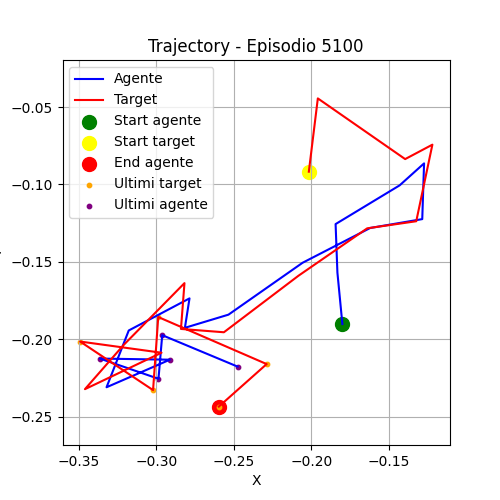 Trajectory - Episodio 5100
Agente
Target
Start agente
Start target
End agente
Ultimi target
Ultimi agente
−0.05
−0.10
−0.15
−0.20
−0.25
−0.35
−0.30
−0.25
−0.20
−0.15
X